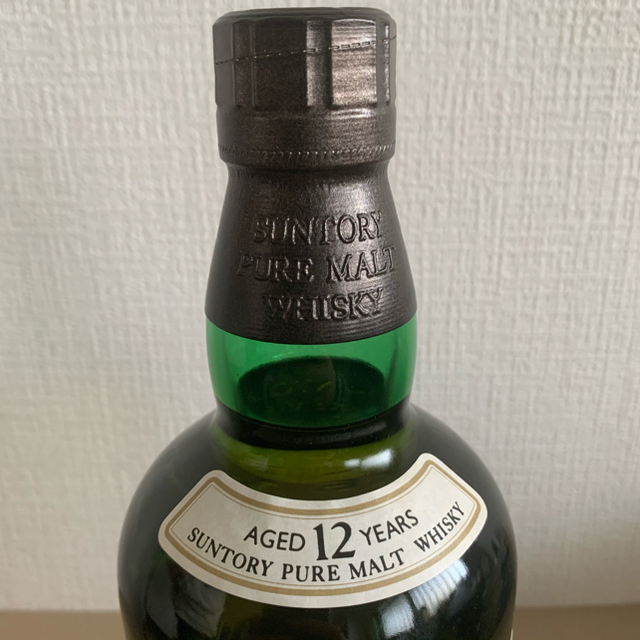 SUNTORY
PURE MALT
WHISKY
AGED 12 YEARS
SUNTORY PURE MALT WHISKY